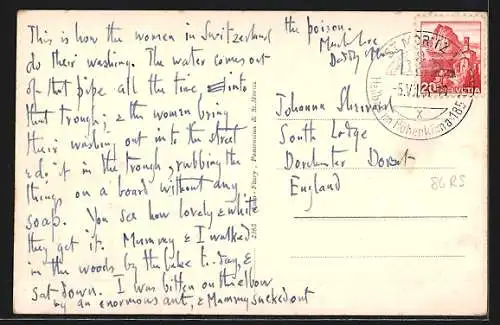 This is how the women in Switzerland
do their washing. The water comes out
of that pipe all the time into
that trough, & the women bring
their washing out into the street
& do it in the trough, rubbing the
things on a board without any
soap. You see how lovely & white
they get it. Mummy & I walked
in the woods by the lake to-day, &
sat down. I was bitten on the elbow
by an enormous ant, & Mummy sucked out
the poison.
Much love
Johanna
South Lodge
Dorchester Dorset
England
86 RS
ST. MORITZ
HELVETIA
20